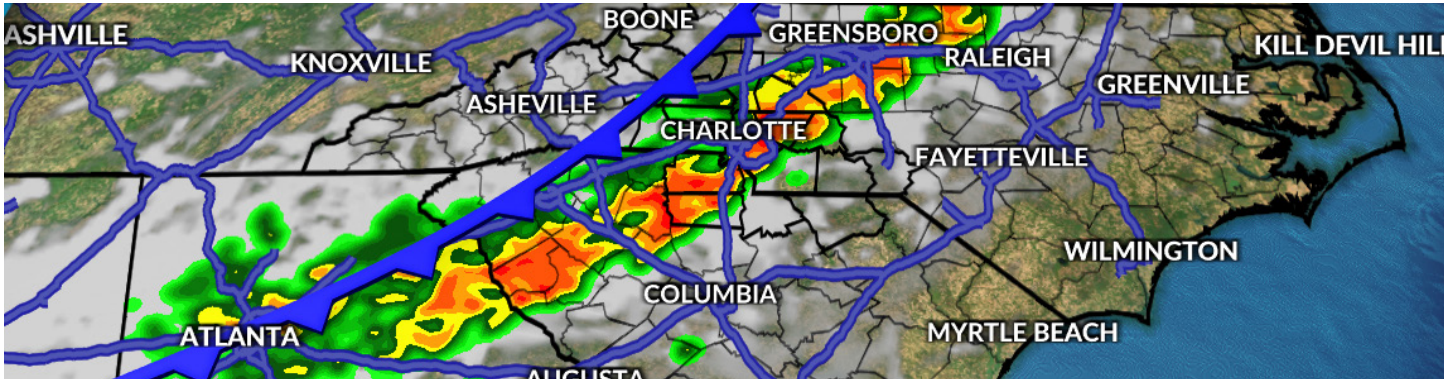 BOONE
GREENSBORO
ASHVILLE
KNOXVILLE
RALEIGH
KILL DEVIL HILL
ASHEVILLE
GREENVILLE
CHARLOTTE
FAYETTEVILLE
WILMINGTON
COLUMBIA
ATLANTA
MYRTLE BEACH
AUGUSTA